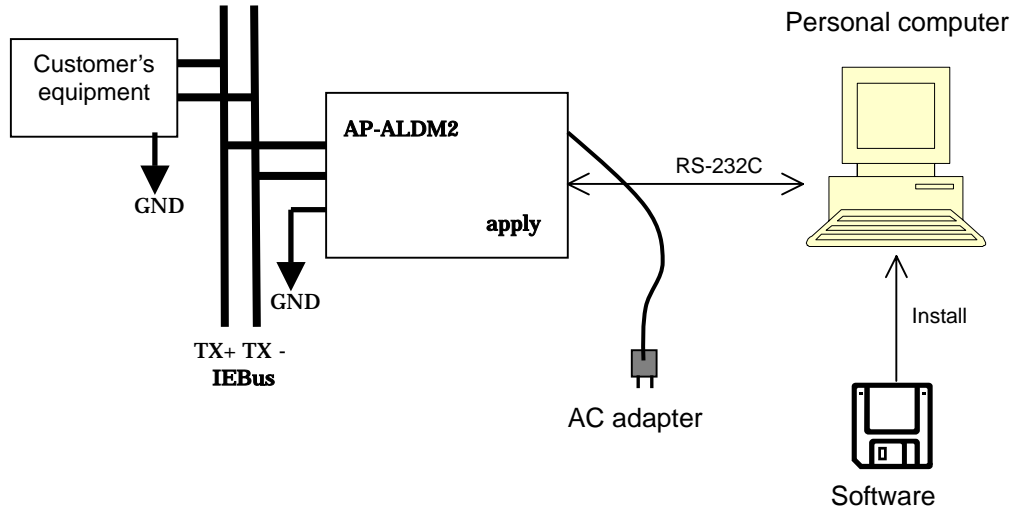 Personal computer
Customer's
equipment
AP-ALDM2
RS-232C
GND
apply
GND
Install
TX+ TX -
IEBus
AC adapter
Software